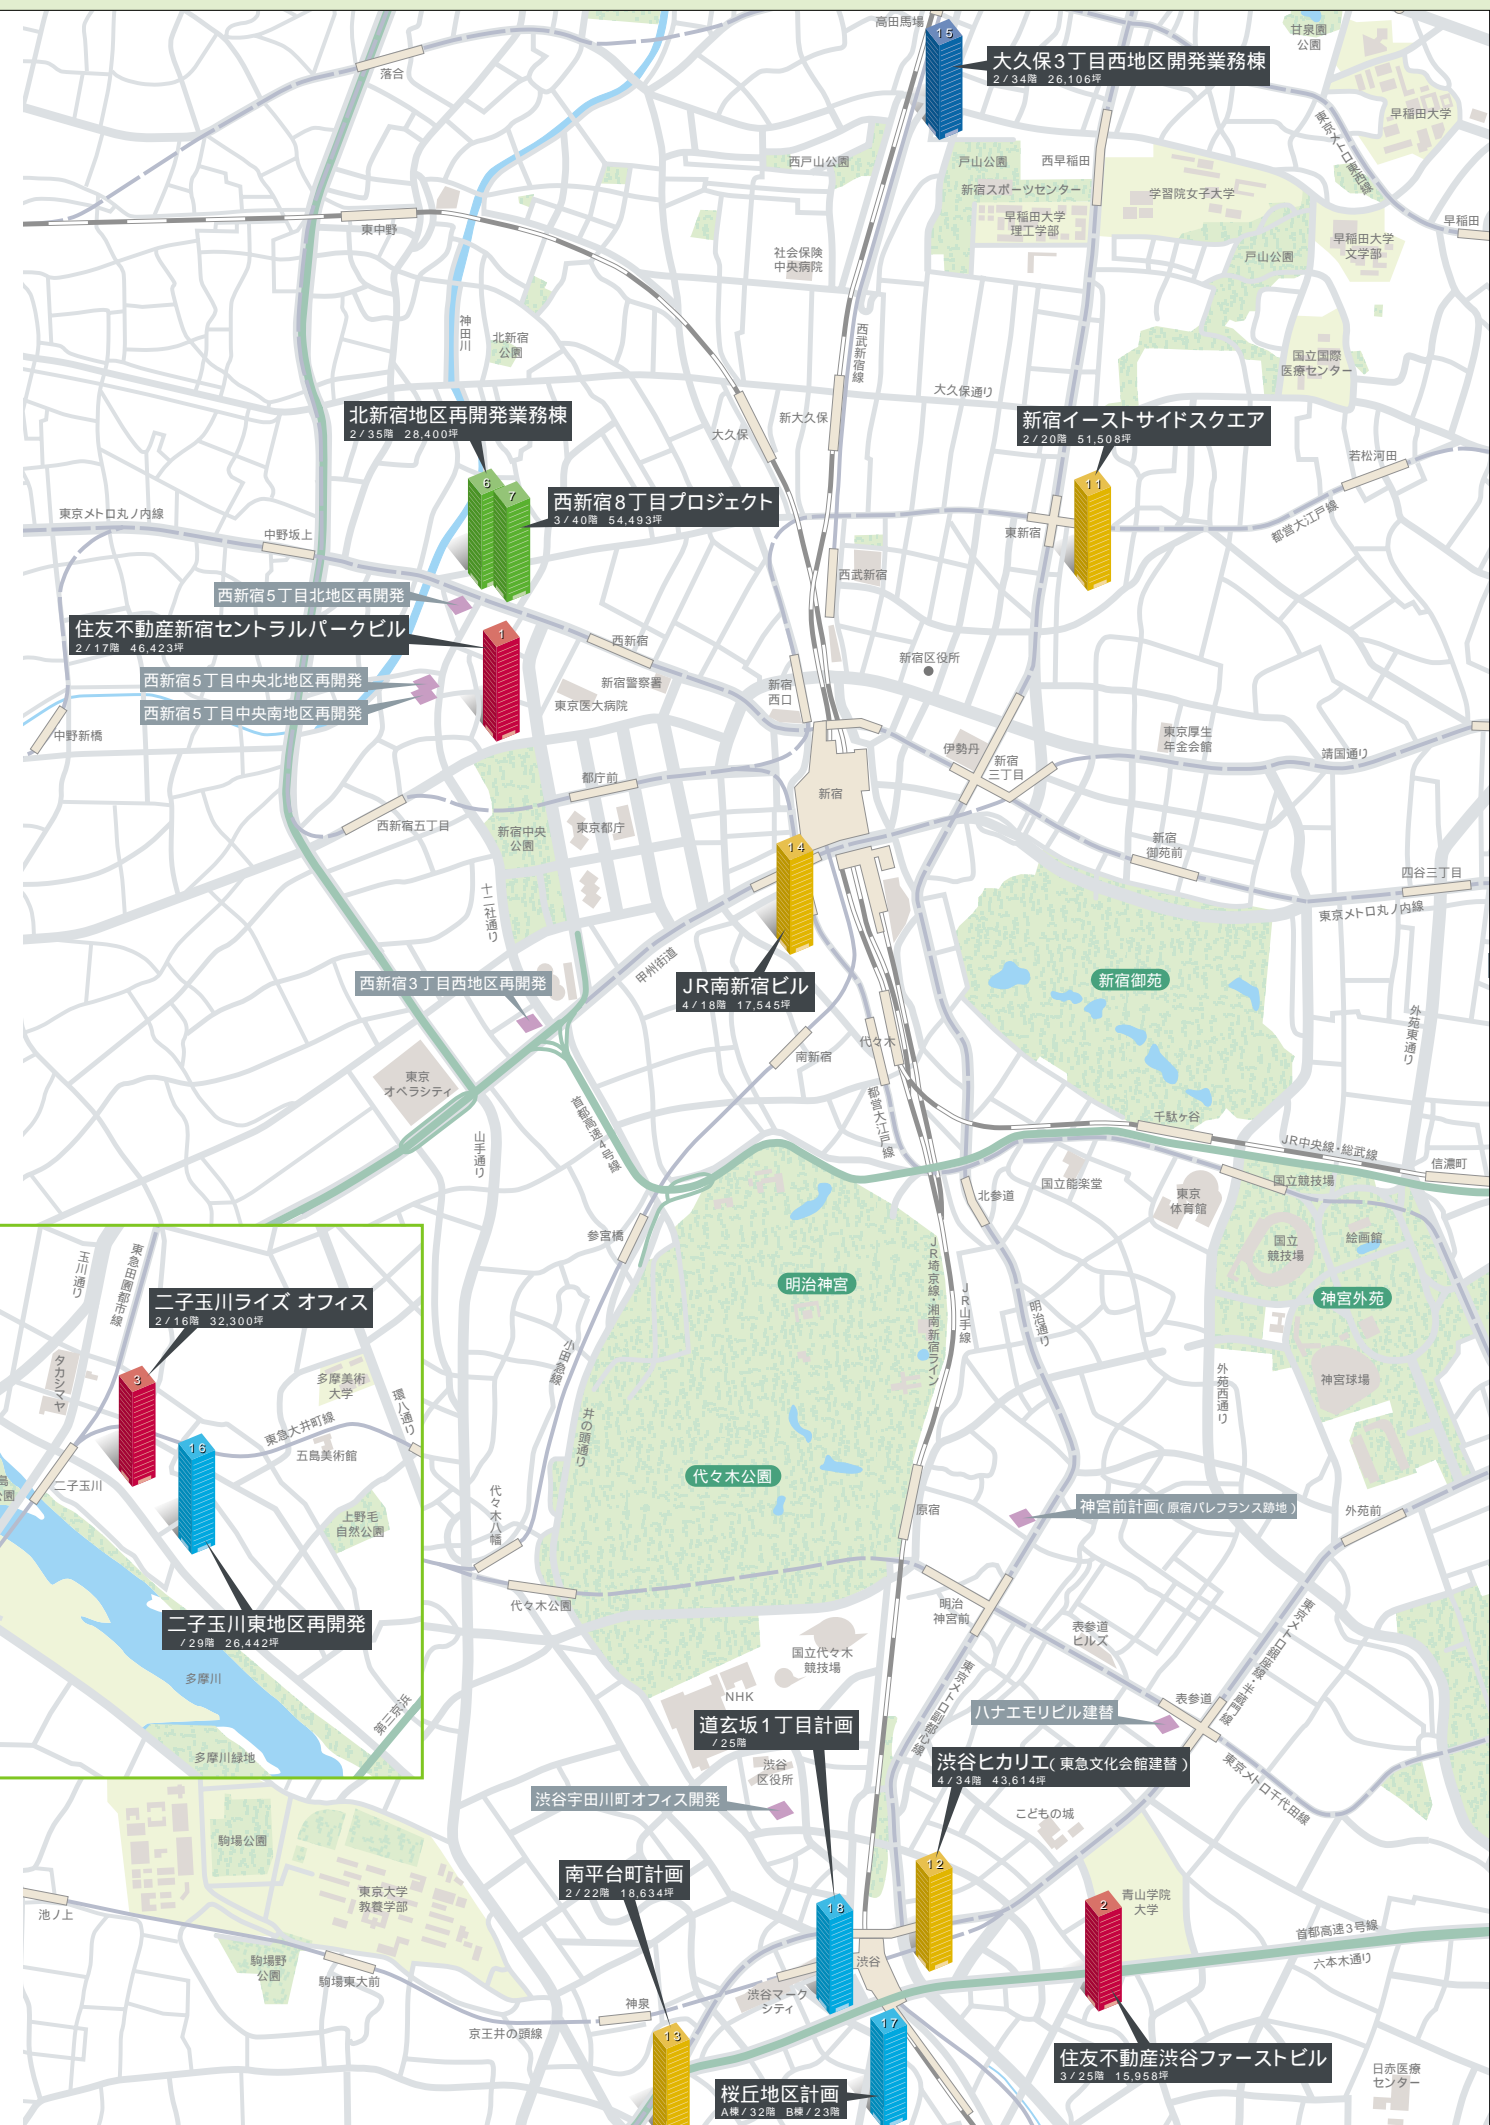 高田馬場
甘泉園
公園
15
大久保3丁目西地区開発業務棟
2/34階 26,106坪
落合
早稲田大学
東京メトロ東西線
西戸山公園
戸山公園
西早稲田
新宿スポーツセンター
学習院女子大学
早稲田大学
理工学部
早稲田
東中野
社会保険
中央病院
早稲田大学
文学部
戸山公園
神田川
北新宿
公園
西武新宿線
国立国際
医療センター
大久保通り
北新宿地区再開発業務棟
2/35階 28,400坪
大久保
新大久保
新宿イーストサイドスクエア
2/20階 51,508坪
若松河田
6
7
11
西新宿8丁目プロジェクト
3/40階 54,493坪
東京メトロ丸ノ内線
中野坂上
東新宿
都営大江戸線
西武新宿
西新宿5丁目北地区再開発
住友不動産新宿セントラルパークビル
2/17階 46,423坪
1
西新宿
新宿区役所
西新宿5丁目中央北地区再開発
新宿警察署
新宿
西口
東京医大病院
西新宿5丁目中央南地区再開発
中野新橋
伊勢丹
新宿
三丁目
東京厚生
年金会館
靖国通り
都庁前
新宿
西新宿五丁目
新宿中央
公園
東京都庁
14
新宿
御苑前
四谷三丁目
東京メトロ丸ノ内線
十二社通り
甲州街道
西新宿3丁目西地区再開発
JR南新宿ビル
4/18階 17,545坪
新宿御苑
外苑東通り
南新宿
代々木
東京
オペラシティ
首都高速4号線
都営大江戸線
千駄ヶ谷
山手通り
JR中央線・総武線
信濃町
国立能楽堂
国立競技場
北参道
東京
体育館
参宮橋
国立
競技場
絵画館
JR埼京線・湘南新宿ライン
JR山手線
明治神宮
神宮外苑
明治通り
小田急線
外苑西通り
神宮球場
井の頭通り
玉川通り
東急田園都市線
二子玉川ライズ オフィス
2/16階 32,300坪
タカシマヤ
3
多摩美術
大学
環八通り
東急大井町線
16
五島美術館
二子玉川
上野毛
自然公園
二子玉川東地区再開発
/29階 26,442坪
多摩川
第三京浜
多摩川緑地
代々木公園
原宿
神宮前計画(原宿パレフランス跡地)
外苑前
代々木八幡
代々木公園
明治
神宮前
表参道
ヒルズ
東京メトロ銀座線・半蔵門線
国立代々木
競技場
NHK
東京メトロ副都心線
表参道
ハナエモリビル建替
道玄坂1丁目計画
/25階
渋谷
区役所
渋谷ヒカリエ(東急文化会館建替)
4/34階 43,614坪
東京メトロ千代田線
渋谷宇田川町オフィス開発
こどもの城
駒場公園
南平台町計画
2/22階 18,634坪
12
東京大学
教養学部
2
青山学院
大学
18
池ノ上
首都高速3号線
六本木通り
駒場野
公園
駒場東大前
渋谷
渋谷マーク
シティ
神泉
京王井の頭線
13
17
住友不動産渋谷ファーストビル
3/25階 15,958坪
桜丘地区計画
A棟/32階 B棟/23階
日赤医療
センター